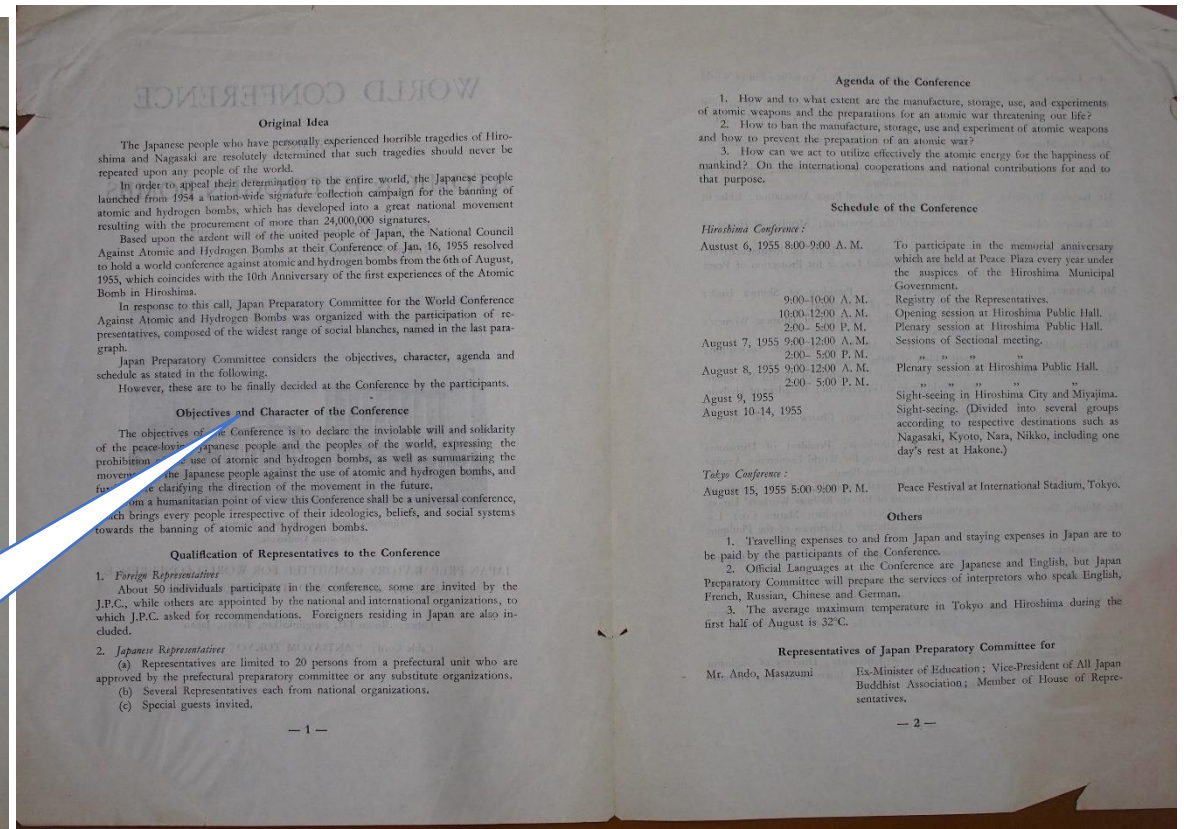 Original Idea
The Japanese people who have personally experienced horrible tragedies of Hiro-
shima and Nagasaki are resolutely determined that such tragedies should never be
repeated upon any people of the world.
In order to appeal their determination to the entire world, the Japanese people
launched from 1954 a nation-wide signature collection campaign for the banning of
atomic and hydrogen bombs, which has developed into a great national movement
resulting with the procurement of more than 24,000,000 signatures.
Based upon the ardent will of the united people of Japan, the National Council
Against Atomic and Hydrogen Bombs at their Conference of Jan. 16, 1955 resolved
to hold a world conference against atomic and hydrogen bombs from the 6th of August,
1955, which coincides with the 10th Anniversary of the first experiences of the Atomic
Bomb in Hiroshima.
In response to this call, Japan Preparatory Committee for the World Conference
Against Atomic and Hydrogen Bombs was organized with the participation of re-
presentatives, composed of the widest range of social blanches, named in the last para-
graph.
Japan Preparatory Committee considers the objectives, character, agenda and
schedule as stated in the following.
However, these are to be finally decided at the Conference by the participants.
Objectives and Character of the Conference
The objectives of Conference is to declare the inviolable will and solidarity
of the peace-loving Japanese people and the peoples of the world, expressing the
prohibition use of atomic and hydrogen bombs, as well as summarizing the
the Japanese people against the use of atomic and hydrogen bombs, and
clarifying the direction of the movement in the future.
a humanitarian point of view this Conference shall be a universal conference,
brings every people irrespective of their ideologies, beliefs, and social systems
towards the banning of atomic and hydrogen bombs.
Qualification of Representatives to the Conference
1. Foreign Representatives
About 50 individuals participate in the conference, some are invited by the
J.P.C., while others are appointed by the national and international organizations, to
which J.P.C. asked for recommendations. Foreigners residing in Japan are also in-
cluded.
2. Japanese Representatives
(a) Representatives are limited to 20 persons from a prefectural unit who are
approved by the prefectural preparatory committee or any substitute organizations.
(b) Several Representatives each from national organizations.
(c) Special guests invited.
— 1 —
Agenda of the Conference
1. How and to what extent are the manufacture, storage, use, and experiments
of atomic weapons and the preparations for an atomic war threatening our life?
2. How to ban the manufacture, storage, use and experiment of atomic weapons
and how to prevent the preparation of an atomic war?
3. How can we act to utilize effectively the atomic energy for the happiness of
mankind? On the international cooperations and national contributions for and to
that purpose.
Schedule of the Conference
Hiroshima Conference :
Austust 6, 1955 8:00–9:00 A. M. To participate in the memorial anniversary
which are held at Peace Plaza every year under
the auspices of the Hiroshima Municipal
Government.
9:00–10:00 A. M. Registry of the Representatives.
10:00–12:00 A. M. Opening session at Hiroshima Public Hall.
2:00– 5:00 P. M. Plenary session at Hiroshima Public Hall.
August 7, 1955 9:00–12:00 A. M. Sessions of Sectional meeting.
2:00– 5:00 P. M. „ „ „ „
August 8, 1955 9:00–12:00 A. M. Plenary session at Hiroshima Public Hall.
2:00– 5:00 P. M. „ „ „ „ „
Agust 9, 1955 Sight-seeing in Hiroshima City and Miyajima.
August 10–14, 1955 Sight-seeing. (Divided into several groups
according to respective destinations such as
Nagasaki, Kyoto, Nara, Nikko, including one
day's rest at Hakone.)
Tokyo Conference :
August 15, 1955 5:00–9:00 P. M. Peace Festival at International Stadium, Tokyo.
Others
1. Travelling expenses to and from Japan and staying expenses in Japan are to
be paid by the participants of the Conference.
2. Official Languages at the Conference are Japanese and English, but Japan
Preparatory Committee will prepare the services of interpretors who speak English,
French, Russian, Chinese and German.
3. The average maximum temperature in Tokyo and Hiroshima during the
first half of August is 32°C.
Representatives of Japan Preparatory Committee for
Mr. Ando, Masazumi Ex-Minister of Education ; Vice-President of All Japan
Buddhist Association ; Member of House of Repre-
sentatives.
— 2 —